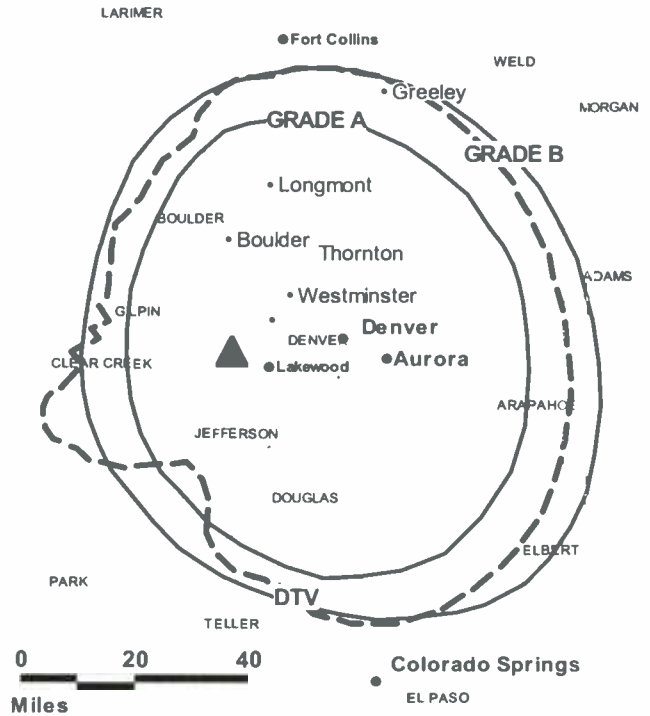 LARIMER
Fort Collins
WELD
Greeley
MORGAN
GRADE A
GRADE B
Longmont
BOULDER
Boulder
Thornton
ADAMS
Westminster
GILPIN
Denver
DENVER
CLEAR CREEK
Lakewood
Aurora
ARAPAHOE
JEFFERSON
DOUGLAS
ELBERT
PARK
DTV
TELLER
0 20 40
Miles
Colorado Springs
EL PASO